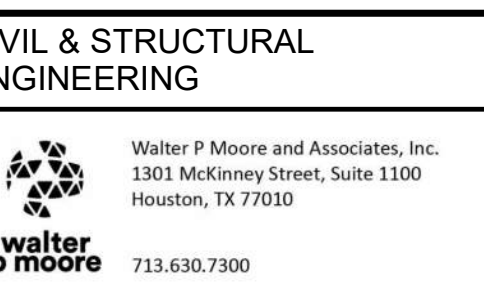 VIL & STRUCTURAL
NGINEERING
Walter P Moore and Associates, Inc.
1301 McKinney Street, Suite 1100
Houston, TX 77010
walter
p moore
713.630.7300